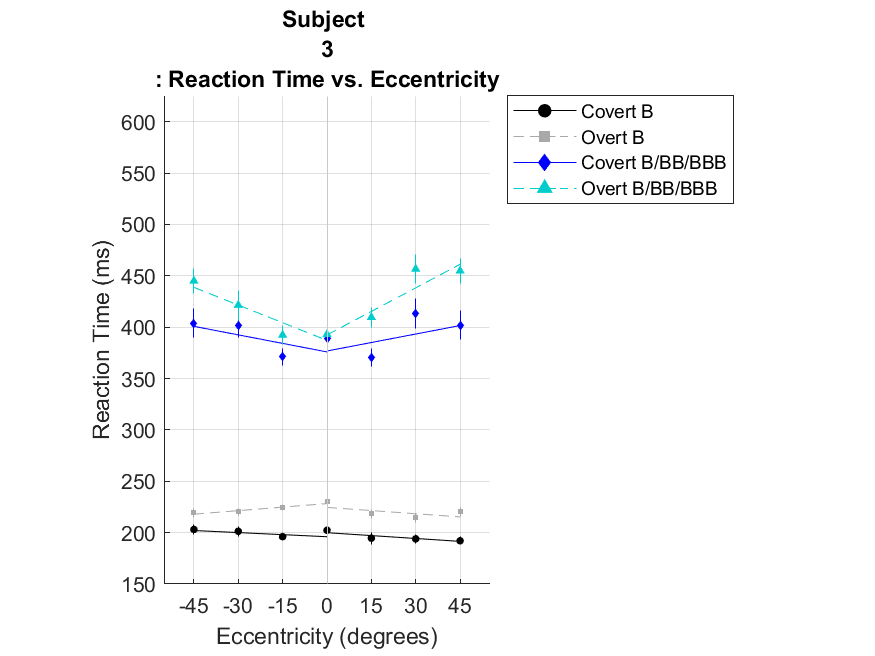 Subject
3
: Reaction Time vs. Eccentricity
Covert B
Overt B
Covert B/BB/BBB
Overt B/BB/BBB
Reaction Time (ms)
600
550
500
450
400
350
300
250
200
150
-45 -30 -15 0 15 30 45
Eccentricity (degrees)